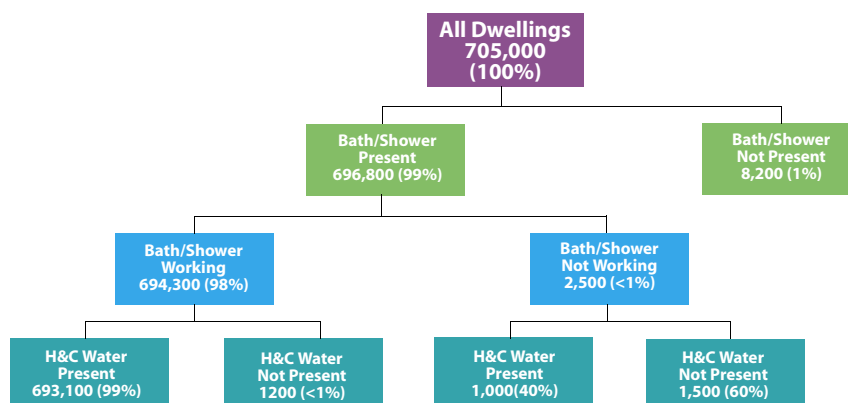 All Dwellings
705,000
(100%)
Bath/Shower
Present
696,800 (99%)
Bath/Shower
Not Present
8,200 (1%)
Bath/Shower
Working
694,300 (98%)
Bath/Shower
Not Working
2,500 (<1%)
H&C Water
Present
693,100 (99%)
H&C Water
Not Present
1200 (<1%)
H&C Water
Present
1,000(40%)
H&C Water
Not Present
1,500 (60%)